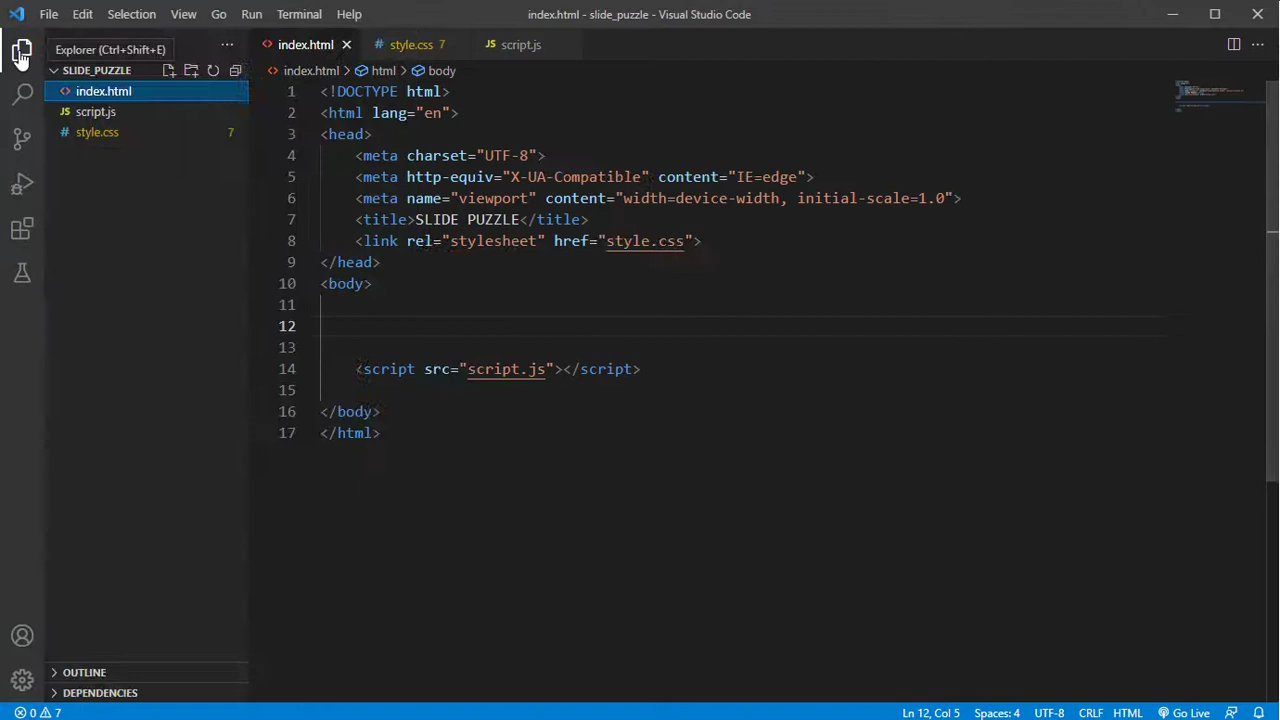 File Edit Selection View Go Run Terminal Help index.html - slide_puzzle - Visual Studio Code
Explorer (Ctrl+Shift+E)
index.html style.css 7 script.js
SLIDE_PUZZLE
index.html
script.js
style.css 7
OUTLINE
DEPENDENCIES
index.html > html > body
1 <!DOCTYPE html>
2 <html lang="en">
3 <head>
4 <meta charset="UTF-8">
5 <meta http-equiv="X-UA-Compatible" content="IE=edge">
6 <meta name="viewport" content="width=device-width, initial-scale=1.0">
7 <title>SLIDE PUZZLE</title>
8 <link rel="stylesheet" href="style.css">
9 </head>
10 <body>
11
12
13
14 <script src="script.js"></script>
15
16 </body>
17 </html>
0 7 Ln 12, Col 5 Spaces: 4 UTF-8 CRLF HTML Go Live